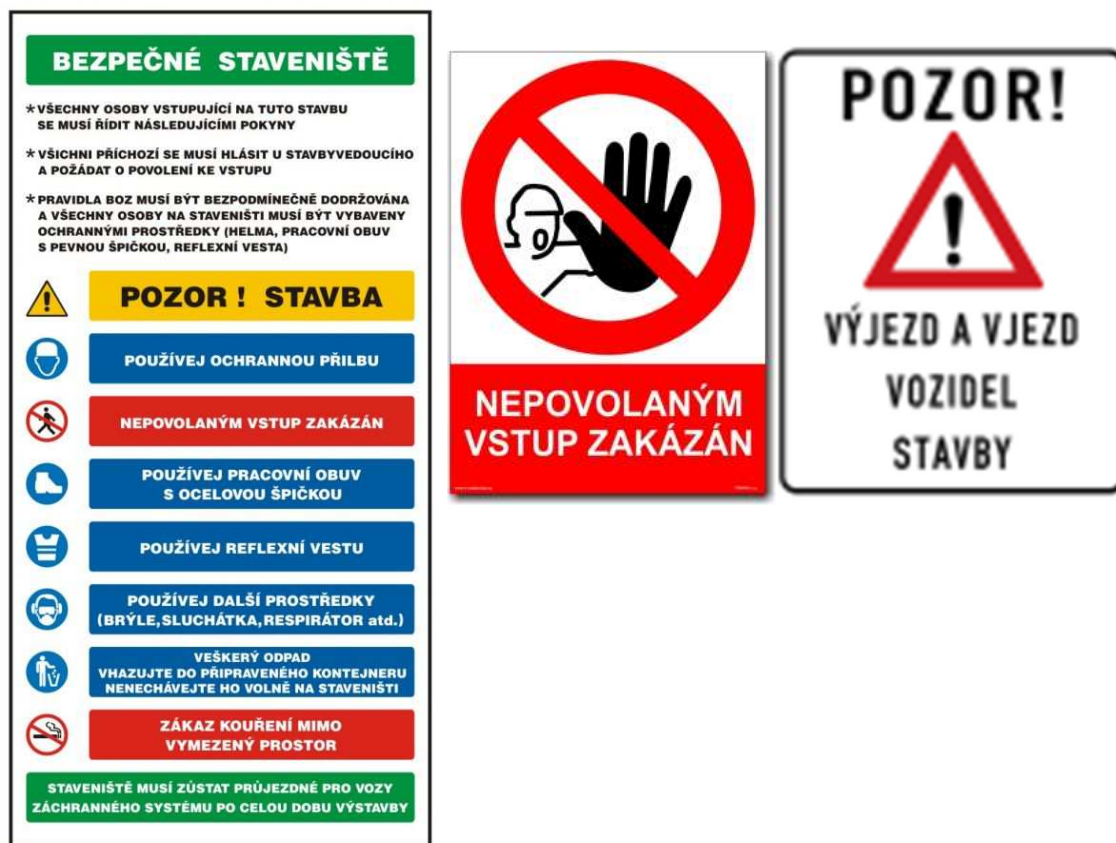 BEZPEČNÉ STAVENIŠTĚ
* VŠECHNY OSOBY VSTUPUJÍCÍ NA TUTO STAVBU
SE MUSÍ ŘÍDIT NÁSLEDUJÍCÍMI POKYNY
* VŠICHNI PŘÍCHOZÍ SE MUSÍ HLÁSIT U STAVBYVEDOUCÍHO
A POŽÁDAT O POVOLENÍ KE VSTUPU
* PRAVIDLA BOZ MUSÍ BÝT BEZPODMÍNEČNĚ DODRŽOVÁNA
A VŠECHNY OSOBY NA STAVENIŠTI MUSÍ BÝT VYBAVENY
OCHRANNÝMI PROSTŘEDKY (HELMA, PRACOVNÍ OBUV
S PEVNOU ŠPIČKOU, REFLEXNÍ VESTA)
POZOR ! STAVBA
POUŽÍVEJ OCHRANNOU PŘILBU
NEPOVOLANÝM VSTUP ZAKÁZÁN
POUŽÍVEJ PRACOVNÍ OBUV
S OCELOVOU ŠPIČKOU
POUŽÍVEJ REFLEXNÍ VESTU
POUŽÍVEJ DALŠÍ PROSTŘEDKY
(BRÝLE,SLUCHÁTKA,RESPIRÁTOR atd.)
VEŠKERÝ ODPAD
VHAZUJTE DO PŘIPRAVENÉHO KONTEJNERU
NENECHÁVEJTE HO VOLNĚ NA STAVENIŠTI
ZÁKAZ KOUŘENÍ MIMO
VYMEZENÝ PROSTOR
STAVENIŠTĚ MUSÍ ZŮSTAT PRŮJEZDNÉ PRO VOZY
ZÁCHRANNÉHO SYSTÉMU PO CELOU DOBU VÝSTAVBY
NEPOVOLANÝM
VSTUP ZAKÁZÁN
POZOR!
VÝJEZD A VJEZD
VOZIDEL
STAVBY